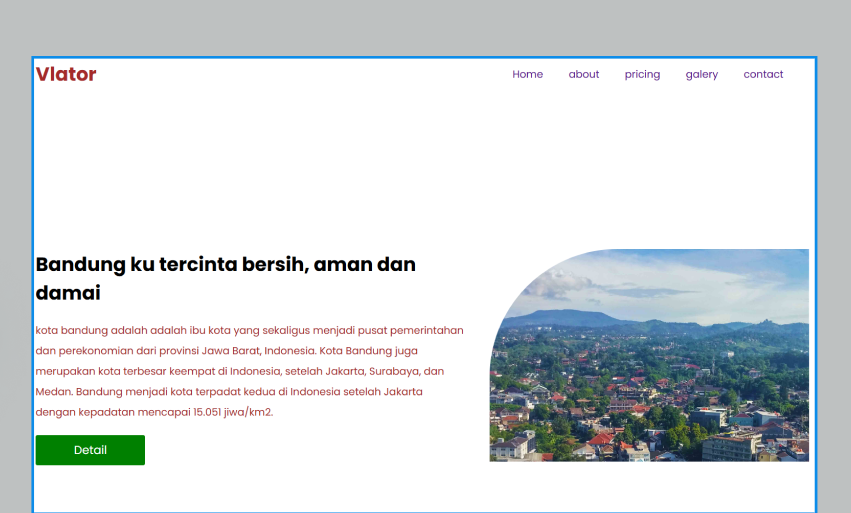 Vlator
Home about pricing galery contact
Bandung ku tercinta bersih, aman dan
damai
kota bandung adalah adalah ibu kota yang sekaligus menjadi pusat pemerintahan
dan perekonomian dari provinsi Jawa Barat, Indonesia. Kota Bandung juga
merupakan kota terbesar keempat di Indonesia, setelah Jakarta, Surabaya, dan
Medan. Bandung menjadi kota terpadat kedua di Indonesia setelah Jakarta
dengan kepadatan mencapai 15.051 jiwa/km2.
Detail